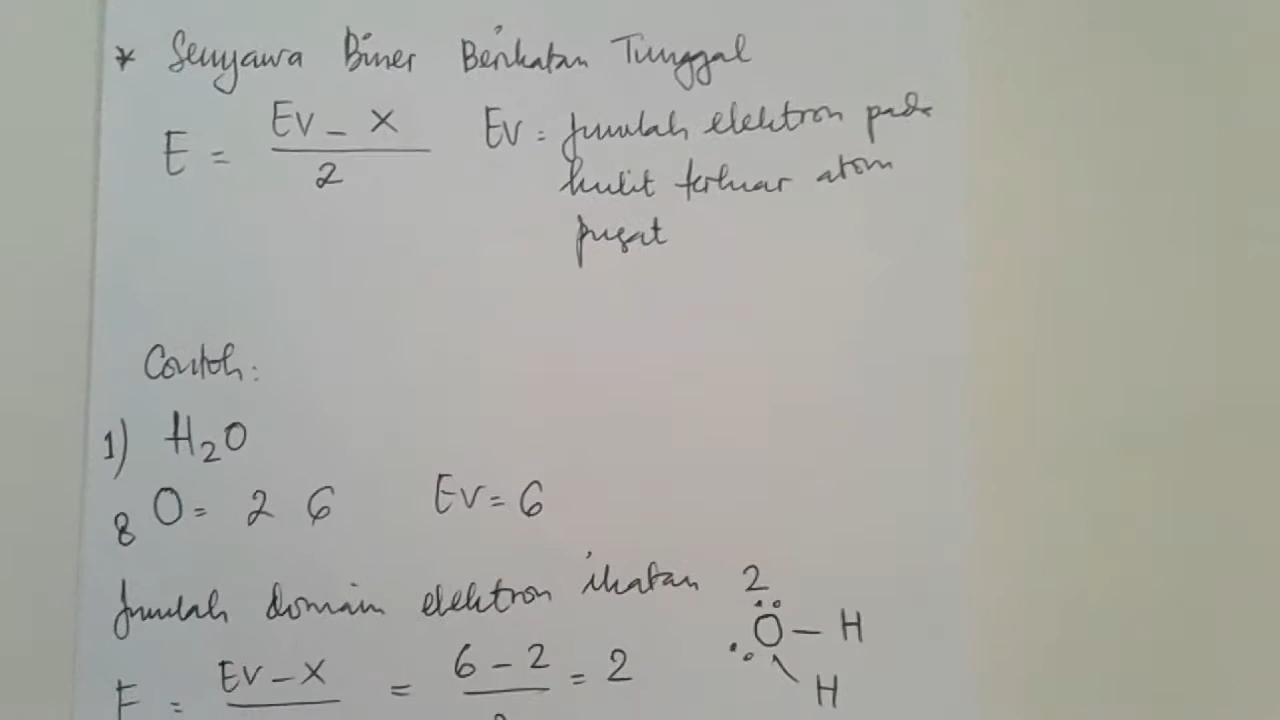 * Senyawa Biner Berikatan Tunggal
E = Ev - X / 2 Ev = Jumlah elektron pada
kulit terluar atom
pusat
Contoh:
1) H₂O
₈O = 2 6 Ev = 6
Jumlah domain elektron ikatan 2
O - H
H
E = Ev - X = 6 - 2 / 2 = 2